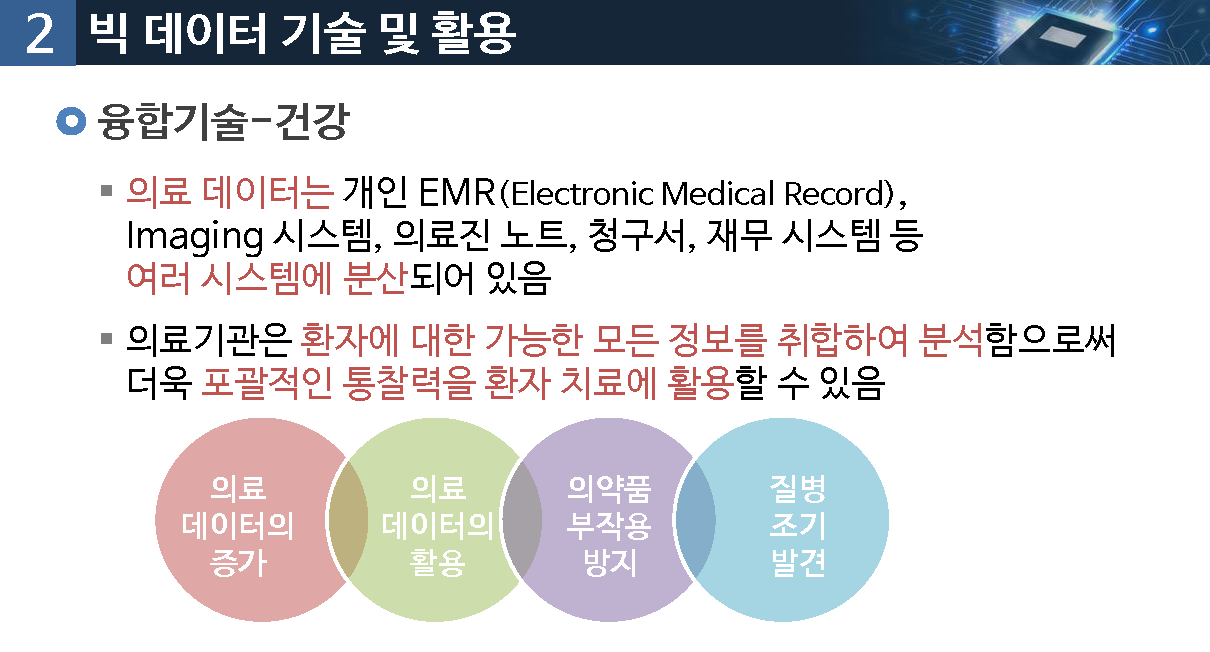 2 빅 데이터 기술 및 활용
융합기술-건강
의료 데이터는 개인 EMR(Electronic Medical Record),
Imaging 시스템, 의료진 노트, 청구서, 재무 시스템 등
여러 시스템에 분산되어 있음
의료기관은 환자에 대한 가능한 모든 정보를 취합하여 분석함으로써
더욱 포괄적인 통찰력을 환자 치료에 활용할 수 있음
의료
데이터의
증가
의료
데이터의
활용
의약품
부작용
방지
질병
조기
발견